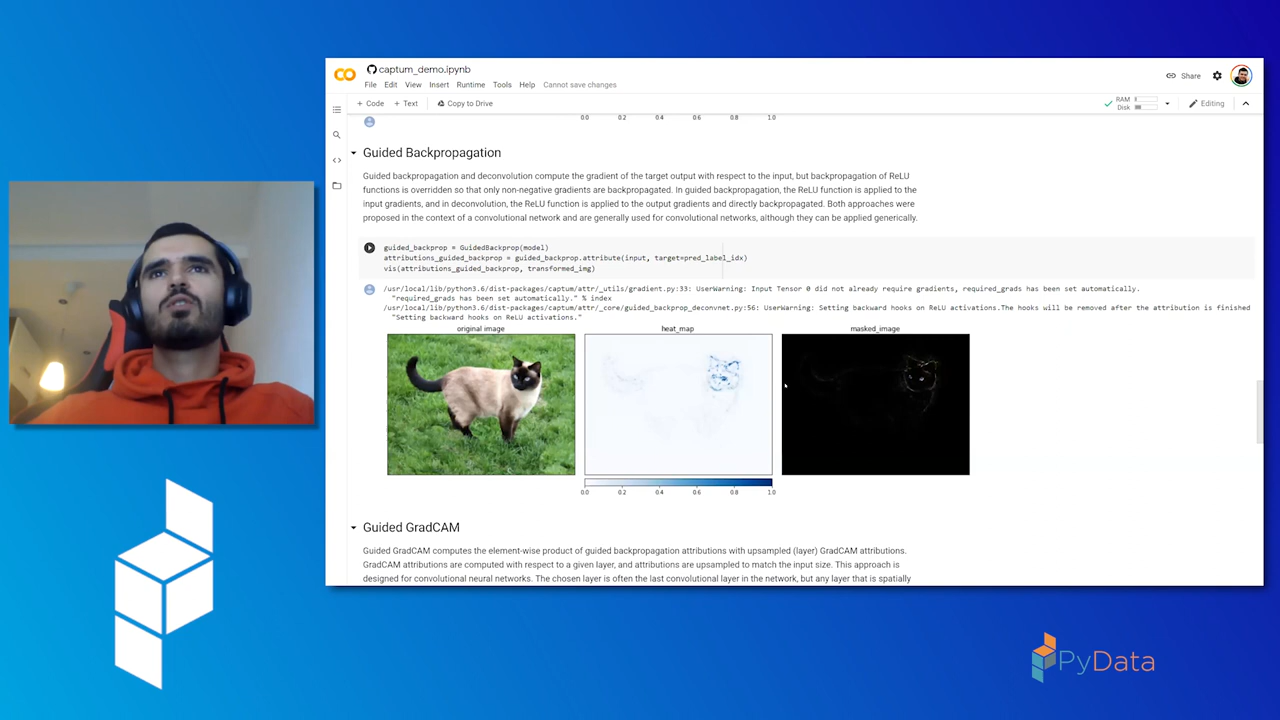 captum_demo.ipynb
File Edit View Insert Runtime Tools Help Cannot save changes
Share
+ Code + Text Copy to Drive
RAM
Disk
Editing
0.0 0.2 0.4 0.6 0.8 1.0
Guided Backpropagation
Guided backpropagation and deconvolution compute the gradient of the target output with respect to the input, but backpropagation of ReLU
functions is overridden so that only non-negative gradients are backpropagated. In guided backpropagation, the ReLU function is applied to the
input gradients, and in deconvolution, the ReLU function is applied to the output gradients and directly backpropagated. Both approaches were
proposed in the context of a convolutional network and are generally used for convolutional networks, although they can be applied generically.
guided_backprop = GuidedBackprop(model)
attributions_guided_backprop = guided_backprop.attribute(input, target=pred_label_idx)
vis(attributions_guided_backprop, transformed_img)
/usr/local/lib/python3.6/dist-packages/captum/attr/_utils/gradient.py:33: UserWarning: Input Tensor 0 did not already require gradients, required_grads has been set automatically.
"required_grads has been set automatically." % index
/usr/local/lib/python3.6/dist-packages/captum/attr/_core/guided_backprop_deconvnet.py:56: UserWarning: Setting backward hooks on ReLU activations.The hooks will be removed after the attribution is finished
"Setting backward hooks on ReLU activations."
original image
heat_map
masked_image
0.0 0.2 0.4 0.6 0.8 1.0
Guided GradCAM
Guided GradCAM computes the element-wise product of guided backpropagation attributions with upsampled (layer) GradCAM attributions.
GradCAM attributions are computed with respect to a given layer, and attributions are upsampled to match the input size. This approach is
designed for convolutional neural networks. The chosen layer is often the last convolutional layer in the network, but any layer that is spatially
PyData